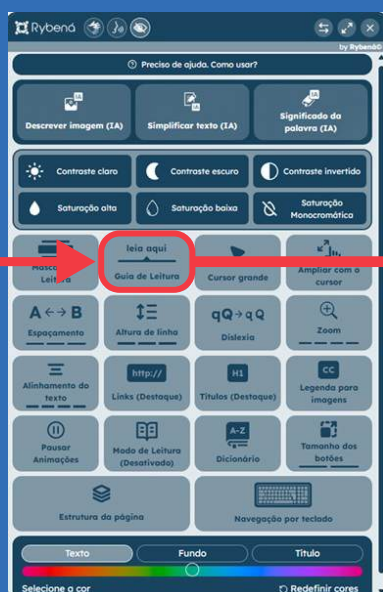 Rybená
by Rybená©
Preciso de ajuda. Como usar?
Descrever imagem (IA)
Simplificar texto (IA)
Significado da
palavra (IA)
Contraste claro
Contraste escuro
Contraste invertido
Saturação alta
Saturação baixa
Saturação
Monocromática
Leitura
leia aqui
Guia de Leitura
Cursor grande
Ampliar com o
cursor
A ←→ B
Espaçamento
Altura de linha
qQ→qQ
Dislexia
Zoom
Alinhamento do
texto
http://
Links (Destaque)
H1
Títulos (Destaque)
CC
Legenda para
imagens
Pausar
Animações
Modo de Leitura
(Desativado)
A-Z
Dicionário
Tamanho dos
botões
Estrutura da página
Navegação por teclado
Texto
Fundo
Título
Selecione a cor
Redefinir cores